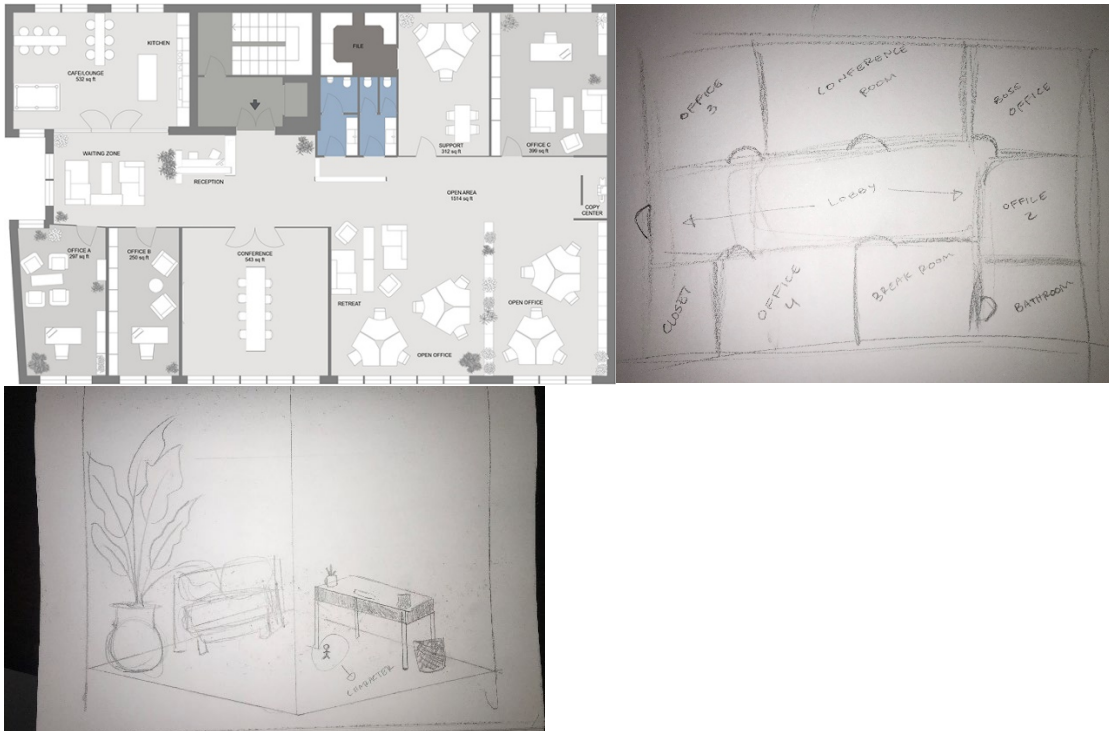 KITCHEN
CAFE/LOUNGE
532 sq ft
FILE
WAITING ZONE
RECEPTION
SUPPORT
312 sq ft
OFFICE C
399 sq ft
OPEN AREA
1514 sq ft
COPY
CENTER
OFFICE A
297 sq ft
OFFICE B
250 sq ft
CONFERENCE
543 sq ft
RETREAT
OPEN OFFICE
OPEN OFFICE
OFFICE
3
CONFERENCE
ROOM
BOSS
OFFICE
LOBBY
OFFICE
2
CLOSET
OFFICE
4
BREAK ROOM
BATHROOM
CHARACTER